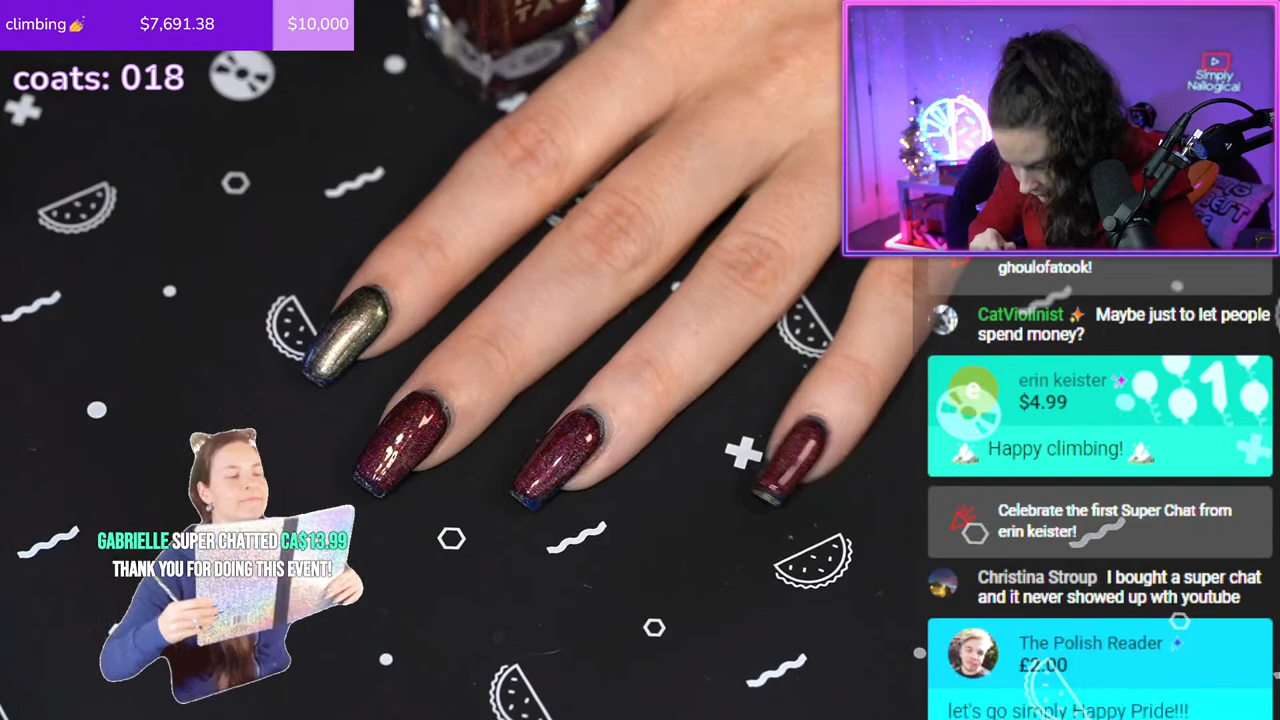 climbing💅 $7,691.38 $10,000
coats: 018
TAC
Simply
Nailogical
ghoulofatook!
CatViolinist ✨ Maybe just to let people
spend money?
erin keister
$4.99
🏔️ Happy climbing! 🏔️
Celebrate the first Super Chat from
erin keister!
Christina Stroup I bought a super chat
and it never showed up wth youtube
The Polish Reader
£2.00
let's go simply Happy Pride!!!
GABRIELLE SUPER CHATTED CA$13.99
THANK YOU FOR DOING THIS EVENT!